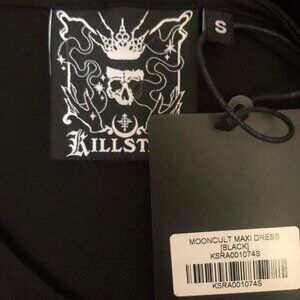 S
KILLST
MOONCULT MAXI DRESS
[BLACK]
KSRA001074S
KSRA001074S